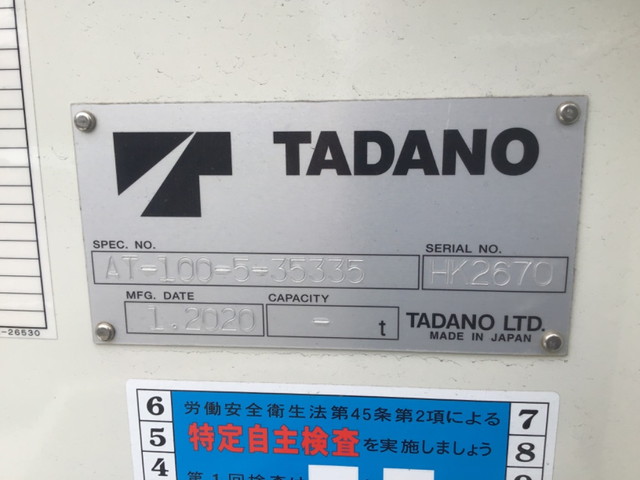 TADANO
SPEC. NO.
AT-100-5-35335
SERIAL NO.
HK2670
MFG. DATE
1.2020
CAPACITY
- t
TADANO LTD.
MADE IN JAPAN
-26530
6 労働安全衛生法第45条第2項による 7
5 特定自主検査を実施しましょう 8
4